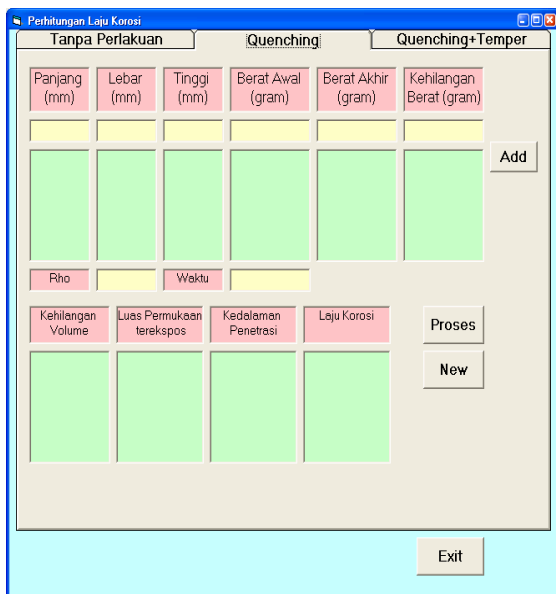 Perhitungan Laju Korosi
Tanpa Perlakuan Quenching Quenching+Temper
Panjang Lebar Tinggi Berat Awal Berat Akhir Kehilangan
(mm) (mm) (mm) (gram) (gram) Berat (gram)
Add
Rho Waktu
Kehilangan Luas Permukaan Kedalaman Laju Korosi
Volume terekspos Penetrasi
Proses
New
Exit